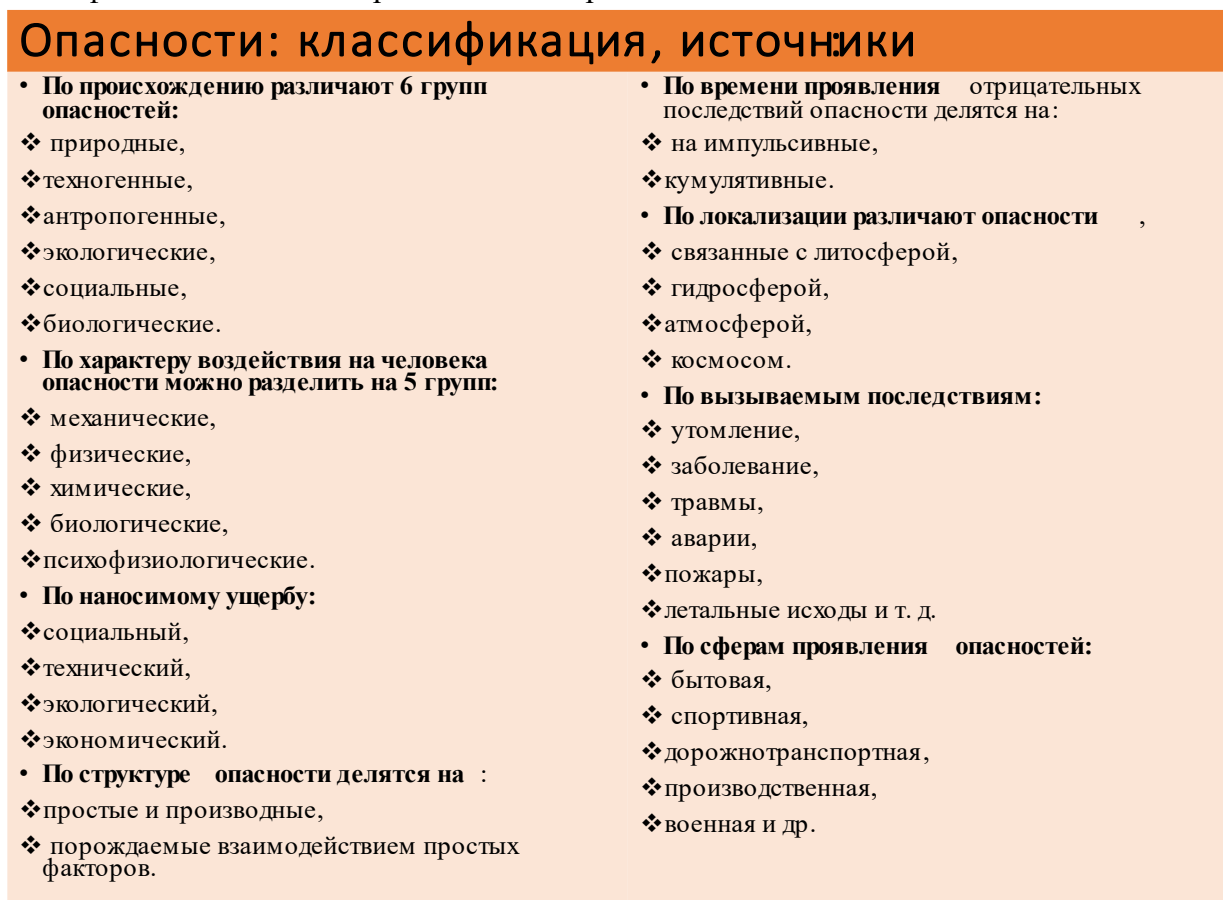 Опасности: классификация, источники
• По происхождению различают 6 групп
опасностей:
❖ природные,
❖техногенные,
❖антропогенные,
❖экологические,
❖социальные,
❖биологические.
• По характеру воздействия на человека
опасности можно разделить на 5 групп:
❖ механические,
❖ физические,
❖ химические,
❖ биологические,
❖психофизиологические.
• По наносимому ущербу:
❖социальный,
❖технический,
❖экологический,
❖экономический.
• По структуре опасности делятся на :
❖простые и производные,
❖ порождаемые взаимодействием простых
факторов.
• По времени проявления отрицательных
последствий опасности делятся на:
❖ на импульсивные,
❖кумулятивные.
• По локализации различают опасности ,
❖ связанные с литосферой,
❖ гидросферой,
❖атмосферой,
❖ космосом.
• По вызываемым последствиям:
❖ утомление,
❖ заболевание,
❖ травмы,
❖ аварии,
❖пожары,
❖летальные исходы и т. д.
• По сферам проявления опасностей:
❖ бытовая,
❖ спортивная,
❖дорожнотранспортная,
❖производственная,
❖военная и др.